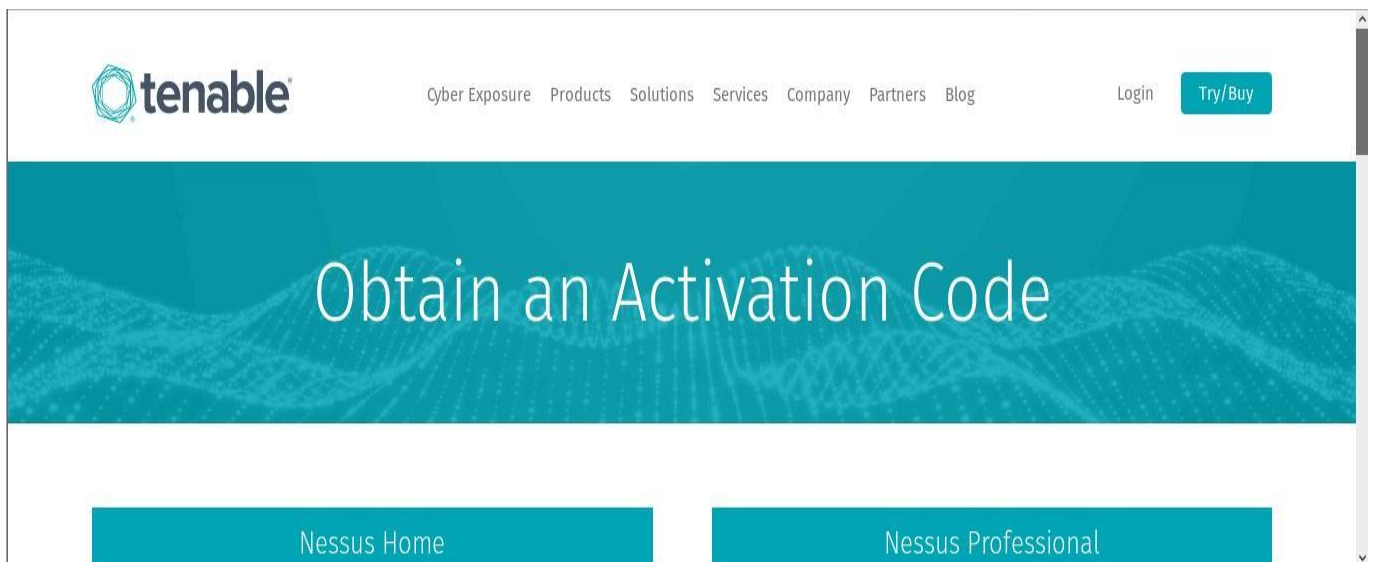 tenable
Cyber Exposure Products Solutions Services Company Partners Blog
Login
Try/Buy
Obtain an Activation Code
Nessus Home
Nessus Professional